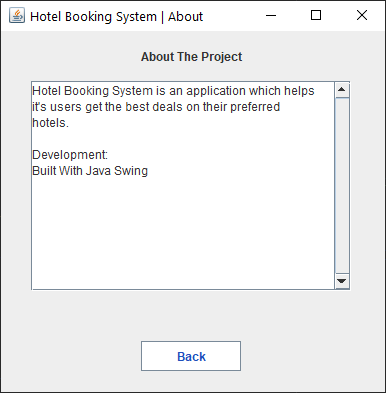 Hotel Booking System | About
About The Project
Hotel Booking System is an application which helps
it's users get the best deals on their preferred
hotels.
Development:
Built With Java Swing
Back